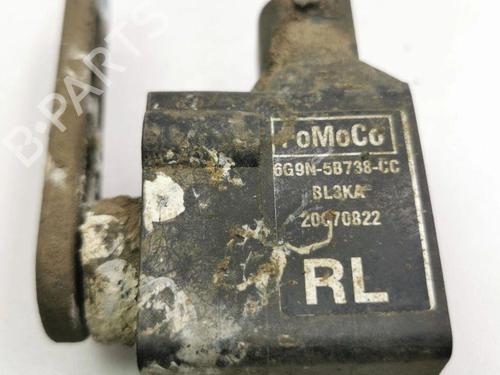 FoMoCo
6G9N-5B738-CC
BL3KA
20070822
RL
B-PARTS